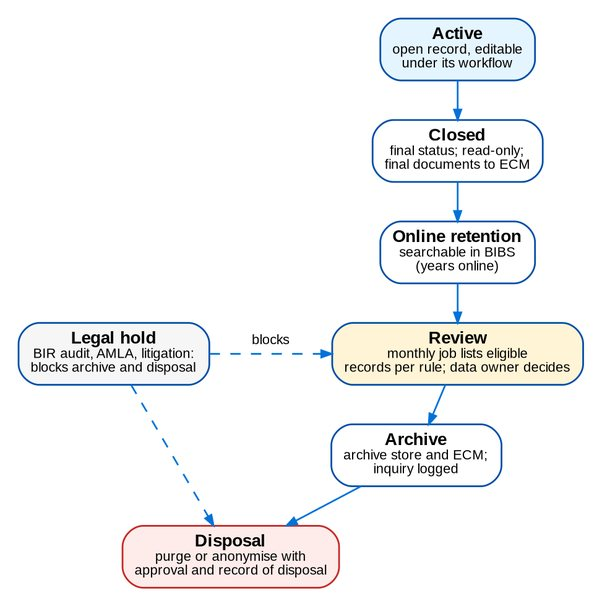 Active
open record, editable
under its workflow
Closed
final status; read-only;
final documents to ECM
Online retention
searchable in BIBS
(years online)
Legal hold
BIR audit, AMLA, litigation:
blocks archive and disposal
blocks
Review
monthly job lists eligible
records per rule; data owner decides
Archive
archive store and ECM;
inquiry logged
Disposal
purge or anonymise with
approval and record of disposal